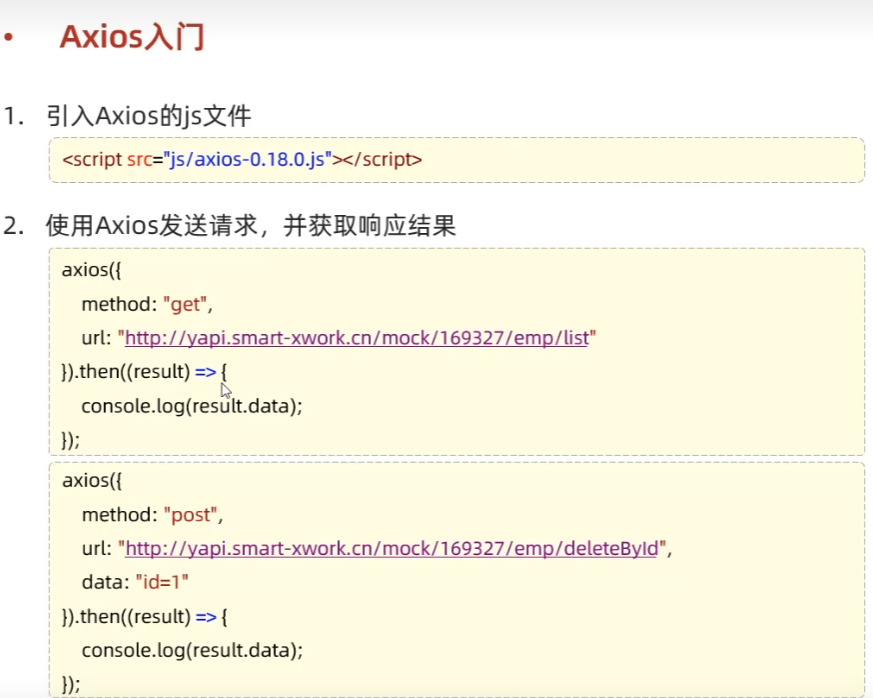 • Axios入门
1. 引入Axios的js文件
<script src="js/axios-0.18.0.js"></script>
2. 使用Axios发送请求，并获取响应结果
axios({
method: "get",
url: "http://yapi.smart-xwork.cn/mock/169327/emp/list"
}).then((result) => {
console.log(result.data);
});
axios({
method: "post",
url: "http://yapi.smart-xwork.cn/mock/169327/emp/deleteById",
data: "id=1"
}).then((result) => {
console.log(result.data);
});